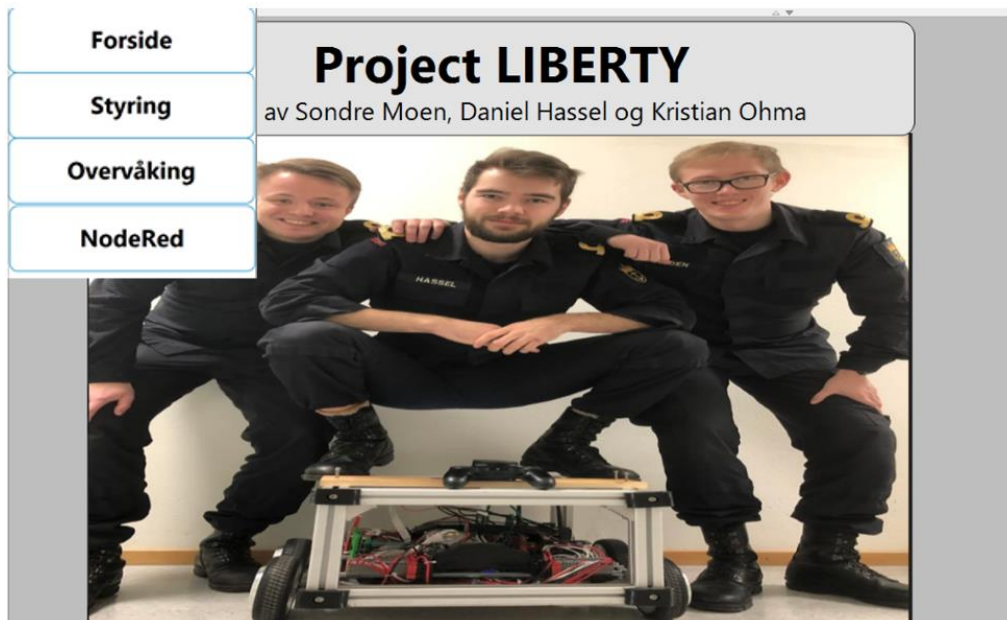 Forside
Styring
Overvåking
NodeRed
Project LIBERTY
av Sondre Moen, Daniel Hassel og Kristian Ohma
HASSEL